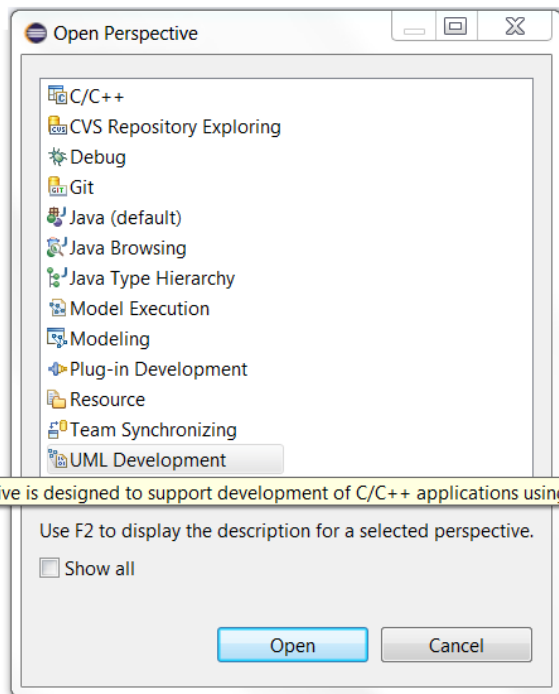 Open Perspective
C/C++
CVS Repository Exploring
Debug
Git
Java (default)
Java Browsing
Java Type Hierarchy
Model Execution
Modeling
Plug-in Development
Resource
Team Synchronizing
UML Development
ive is designed to support development of C/C++ applications using
Use F2 to display the description for a selected perspective.
Show all
Open Cancel